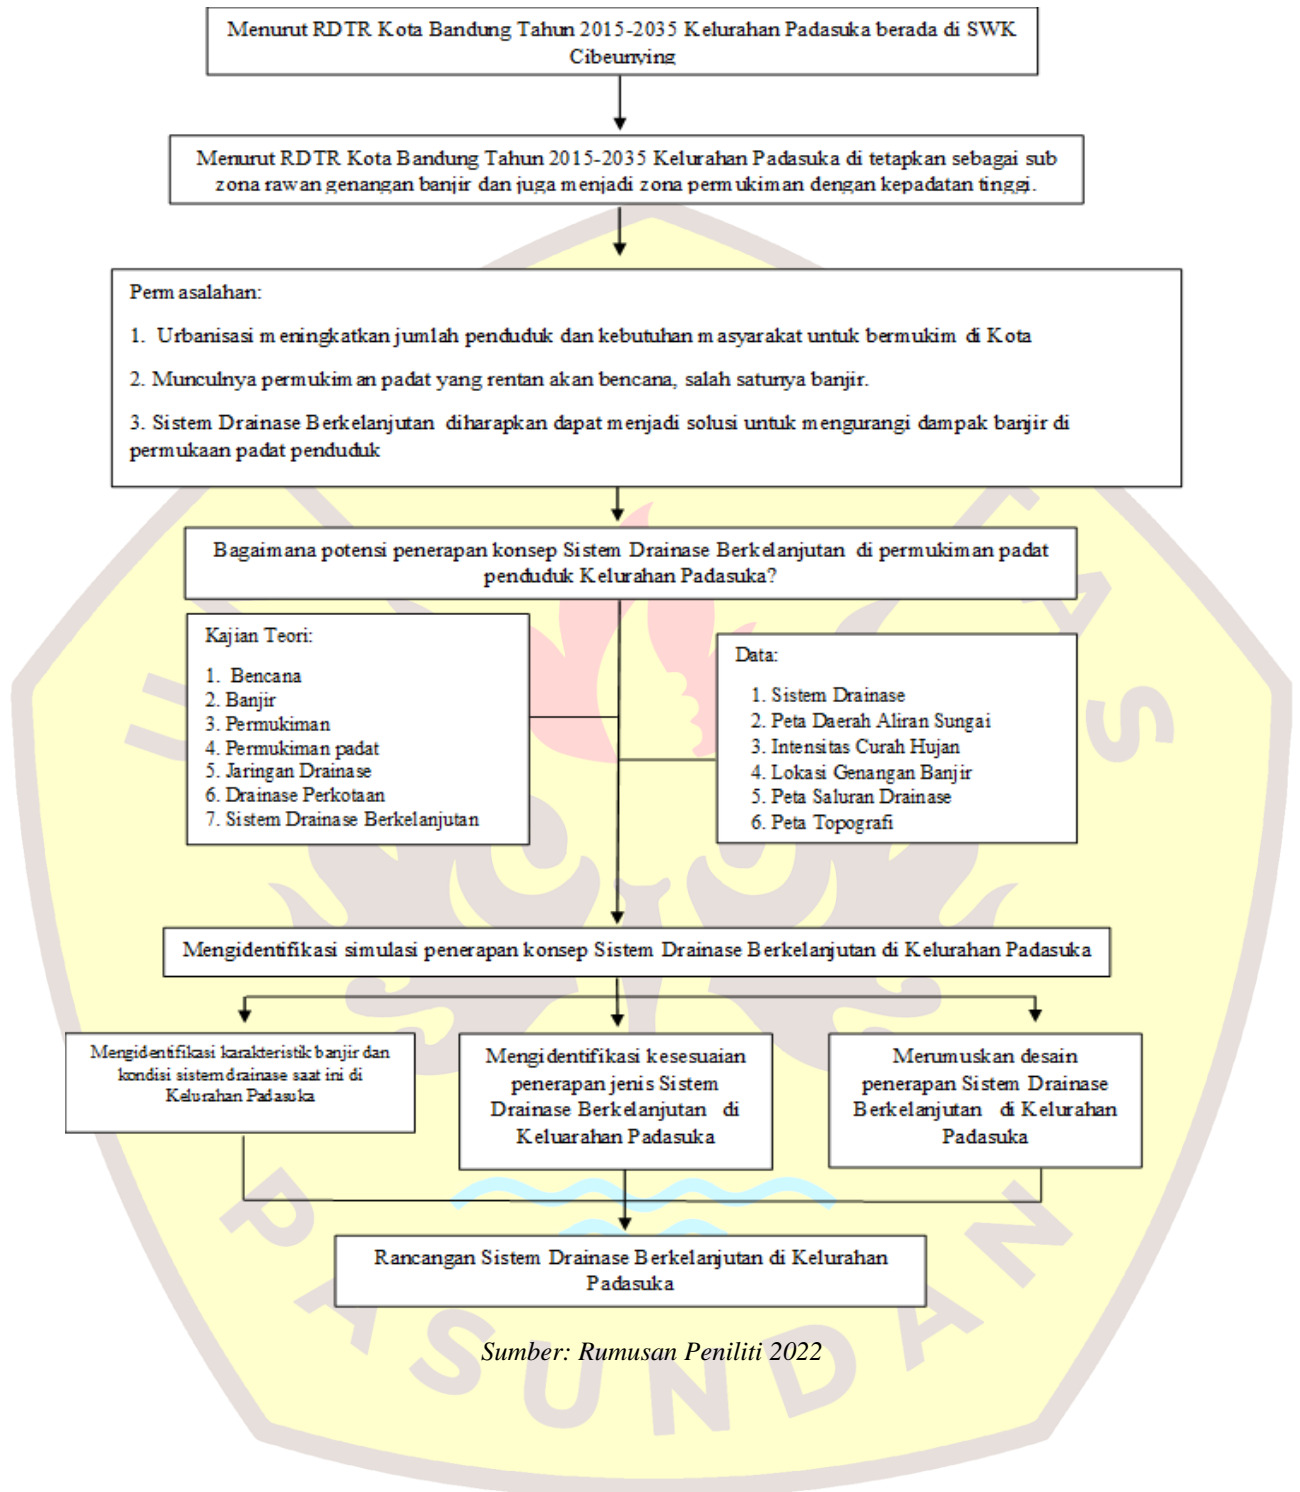 Menurut RDTR Kota Bandung Tahun 2015-2035 Kelurahan Padasuka berada di SWK
Cibeunying
Menurut RDTR Kota Bandung Tahun 2015-2035 Kelurahan Padasuka di tetapkan sebagai sub
zona rawan genangan banjir dan juga menjadi zona permukiman dengan kepadatan tinggi.
Permasalahan:
1. Urbanisasi meningkatkan jumlah penduduk dan kebutuhan masyarakat untuk bermukim di Kota
2. Munculnya permukiman padat yang rentan akan bencana, salah satunya banjir.
3. Sistem Drainase Berkelanjutan diharapkan dapat menjadi solusi untuk mengurangi dampak banjir di
permukaan padat penduduk
Bagaimana potensi penerapan konsep Sistem Drainase Berkelanjutan di permukiman padat
penduduk Kelurahan Padasuka?
Kajian Teori:
1. Bencana
2. Banjir
3. Permukiman
4. Permukiman padat
5. Jaringan Drainase
6. Drainase Perkotaan
7. Sistem Drainase Berkelanjutan
Data:
1. Sistem Drainase
2. Peta Daerah Aliran Sungai
3. Intensitas Curah Hujan
4. Lokasi Genangan Banjir
5. Peta Saluran Drainase
6. Peta Topografi
Mengidentifikasi simulasi penerapan konsep Sistem Drainase Berkelanjutan di Kelurahan Padasuka
Mengidentifikasi karakteristik banjir dan
kondisi sistem drainase saat ini di
Kelurahan Padasuka
Mengidentifikasi kesesuaian
penerapan jenis Sistem
Drainase Berkelanjutan di
Keluarahan Padasuka
Merumuskan desain
penerapan Sistem Drainase
Berkelanjutan di Kelurahan
Padasuka
Rancangan Sistem Drainase Berkelanjutan di Kelurahan
Padasuka
Sumber: Rumusan Peniliti 2022
PASUNDAN